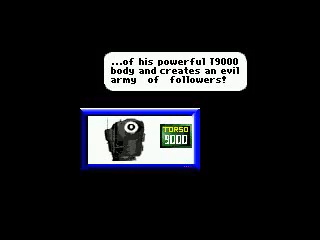 ...of his powerful T9000
body and creates an evil
army of followers!
TORSO
9000